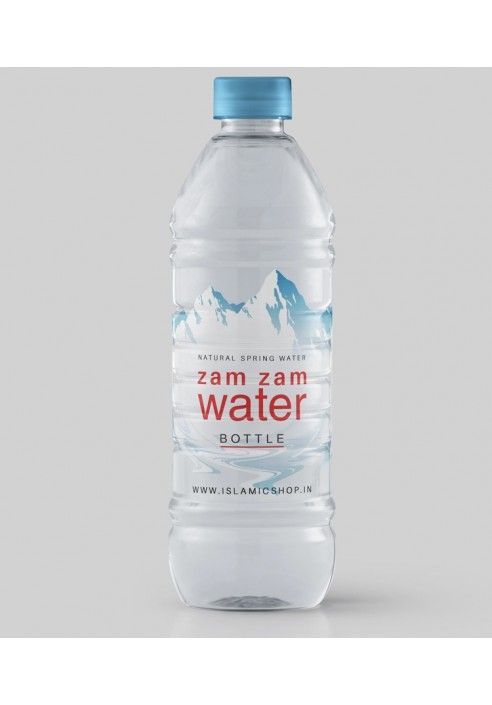 NATURAL SPRING WATER
zam zam
water
BOTTLE
WWW.ISLAMICSHOP.IN